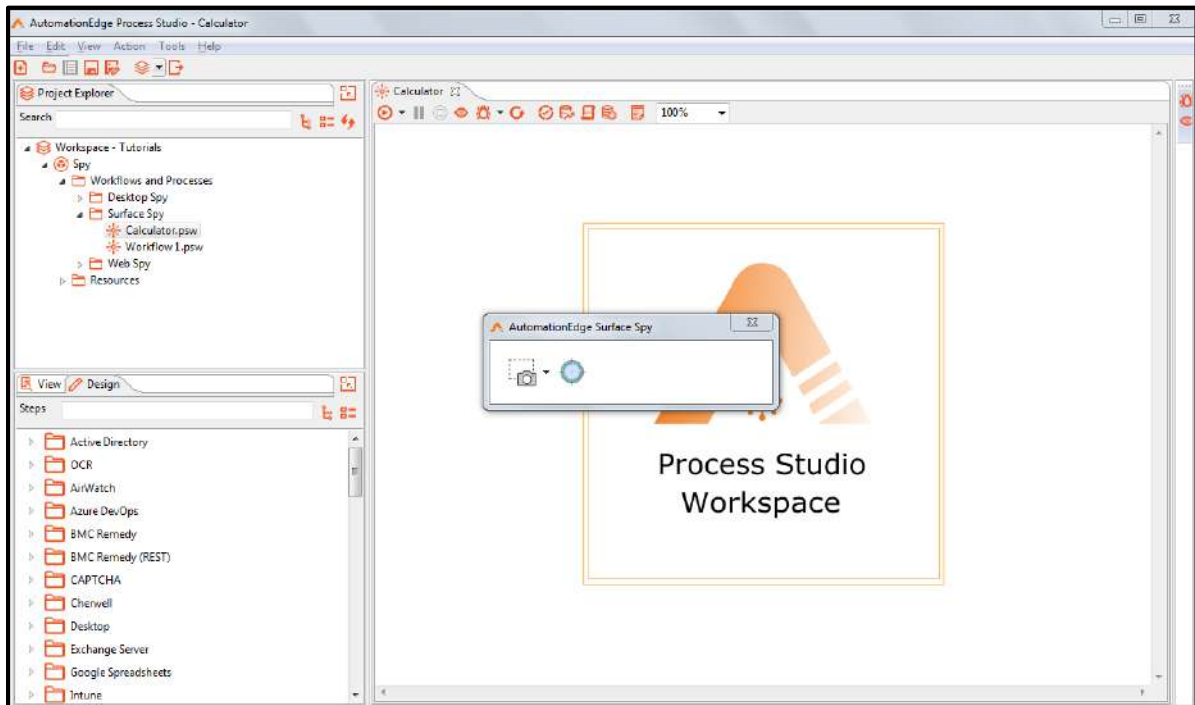 AutomationEdge Process Studio - Calculator
File Edit View Action Tools Help
Project Explorer
Search
Workspace - Tutorials
Spy
Workflows and Processes
Desktop Spy
Surface Spy
Calculator.psw
Workflow 1.psw
Web Spy
Resources
View Design
Steps
Active Directory
OCR
AirWatch
Azure DevOps
BMC Remedy
BMC Remedy (REST)
CAPTCHA
Cherwell
Desktop
Exchange Server
Google Spreadsheets
Intune
Calculator
100%
AutomationEdge Surface Spy
Process Studio
Workspace